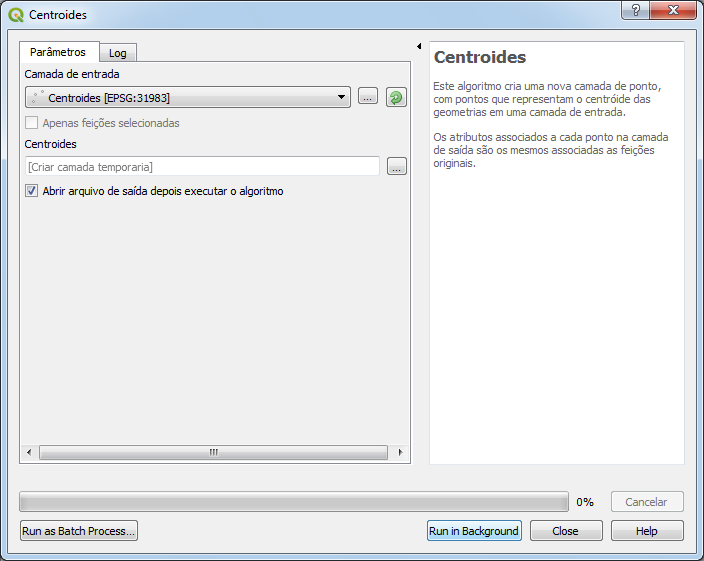 Centroides
Parâmetros
Log
Camada de entrada
Centroides [EPSG:31983]
...
Apenas feições selecionadas
Centroides
[Criar camada temporaria]
...
Abrir arquivo de saída depois executar o algoritmo
Centroides
Este algoritmo cria uma nova camada de ponto,
com pontos que representam o centróide das
geometrias em uma camada de entrada.
Os atributos associados a cada ponto na camada
de saída são os mesmos associadas as feições
originais.
0%
Cancelar
Run as Batch Process...
Run in Background
Close
Help